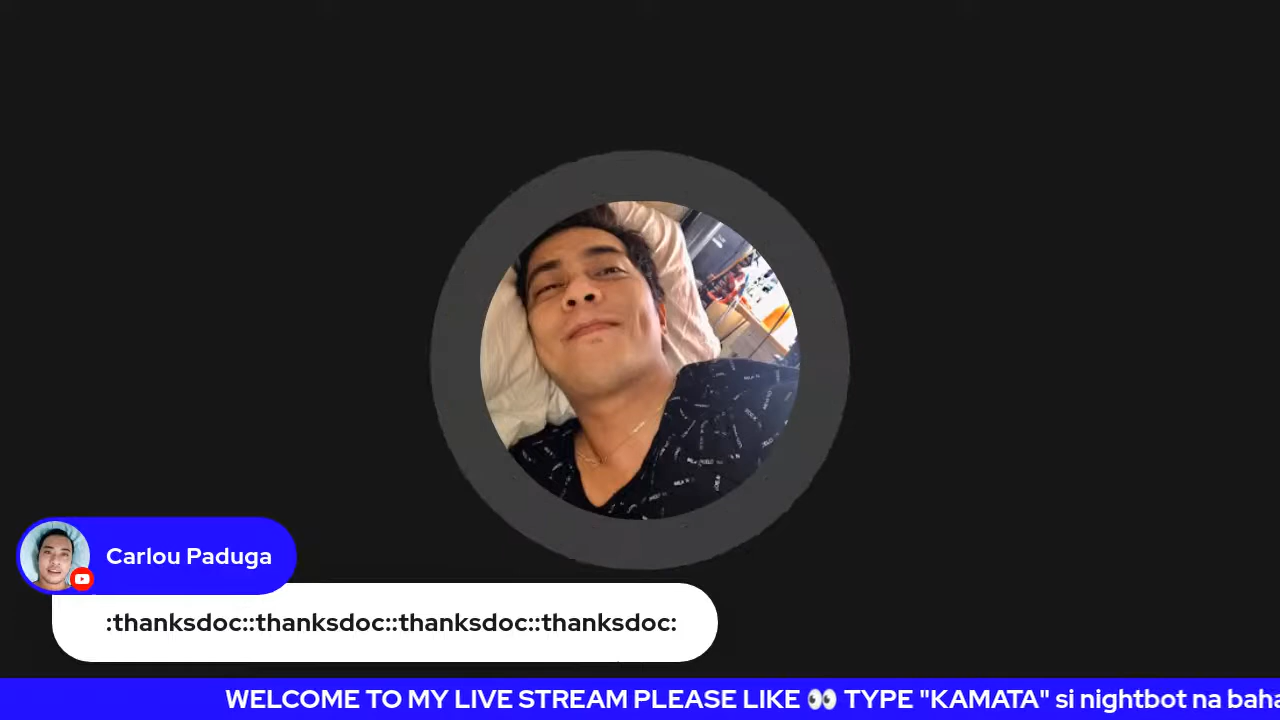 Carlou Paduga
:thanksdoc::thanksdoc::thanksdoc::thanksdoc:
WELCOME TO MY LIVE STREAM PLEASE LIKE 👀 TYPE "KAMATA" si nightbot na baha